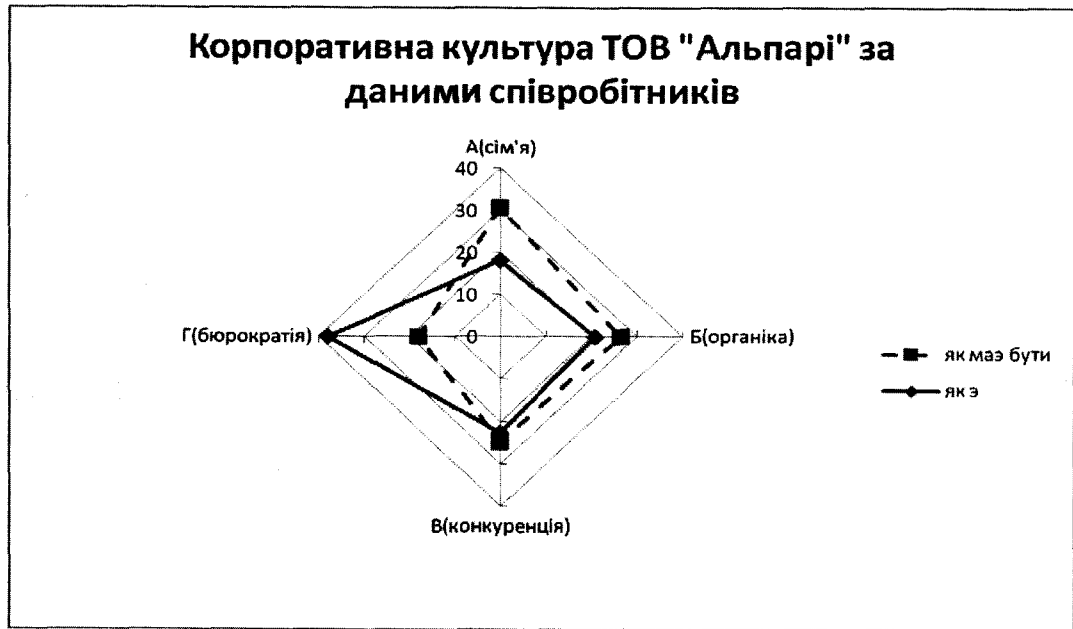 Корпоративна культура ТОВ "Альпарі" за
даними співробітників
А(сім'я)
40
30
20
10
0
Г(бюрократія)
Б(органіка)
В(конкуренція)
як маэ бути
як э